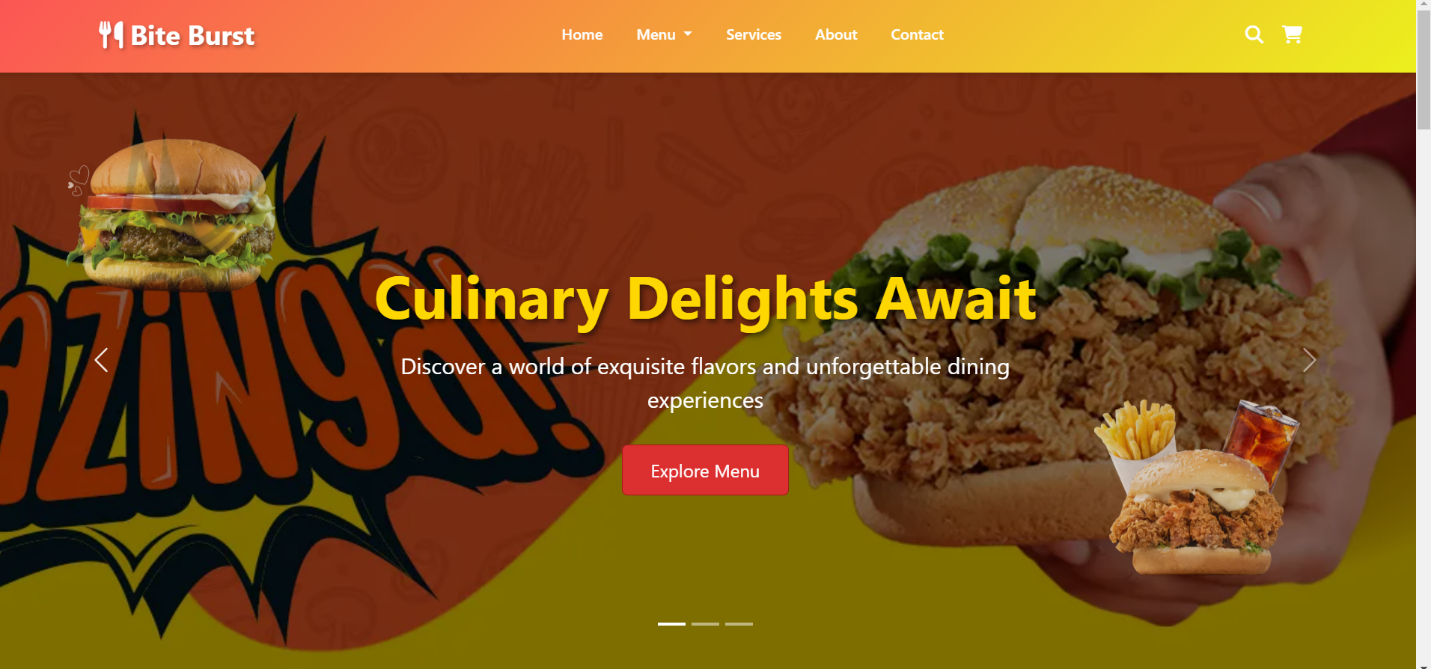 Bite Burst
Home Menu Services About Contact
Culinary Delights Await
AZiNga!
Discover a world of exquisite flavors and unforgettable dining
experiences
Explore Menu